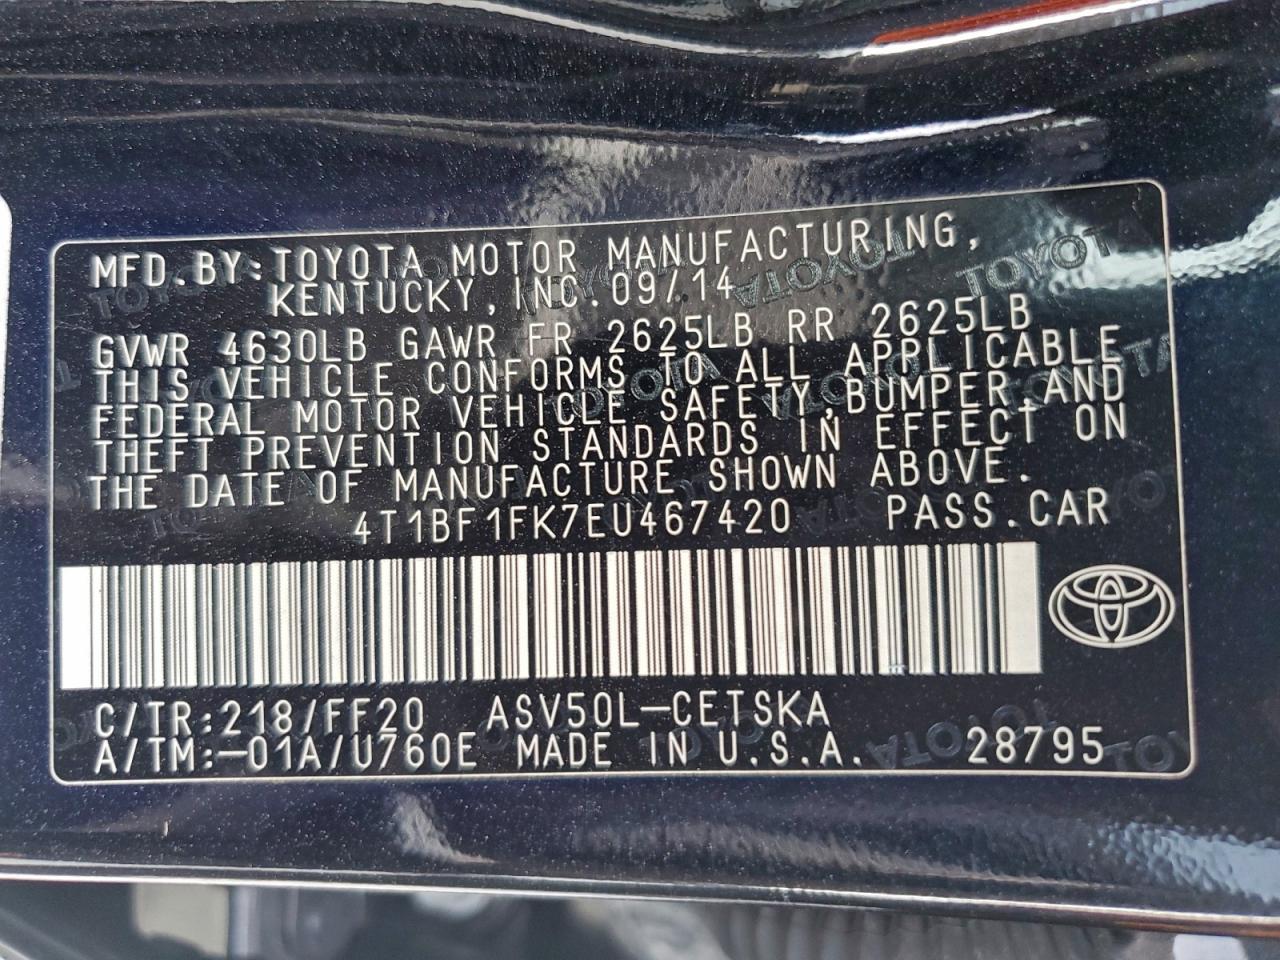 MFD. BY: TOYOTA MOTOR MANUFACTURING,
KENTUCKY, INC. 09/14
GVWR 4630LB GAWR FR 2625LB RR 2625LB
THIS VEHICLE CONFORMS TO ALL APPLICABLE
FEDERAL MOTOR VEHICLE SAFETY, BUMPER, AND
THEFT PREVENTION STANDARDS IN EFFECT ON
THE DATE OF MANUFACTURE SHOWN ABOVE.
4T1BF1FK7EU467420 PASS. CAR
C/TR: 218/FF20 ASV50L-CETSKA
A/TM: -01A/U760E MADE IN U.S.A. 28795